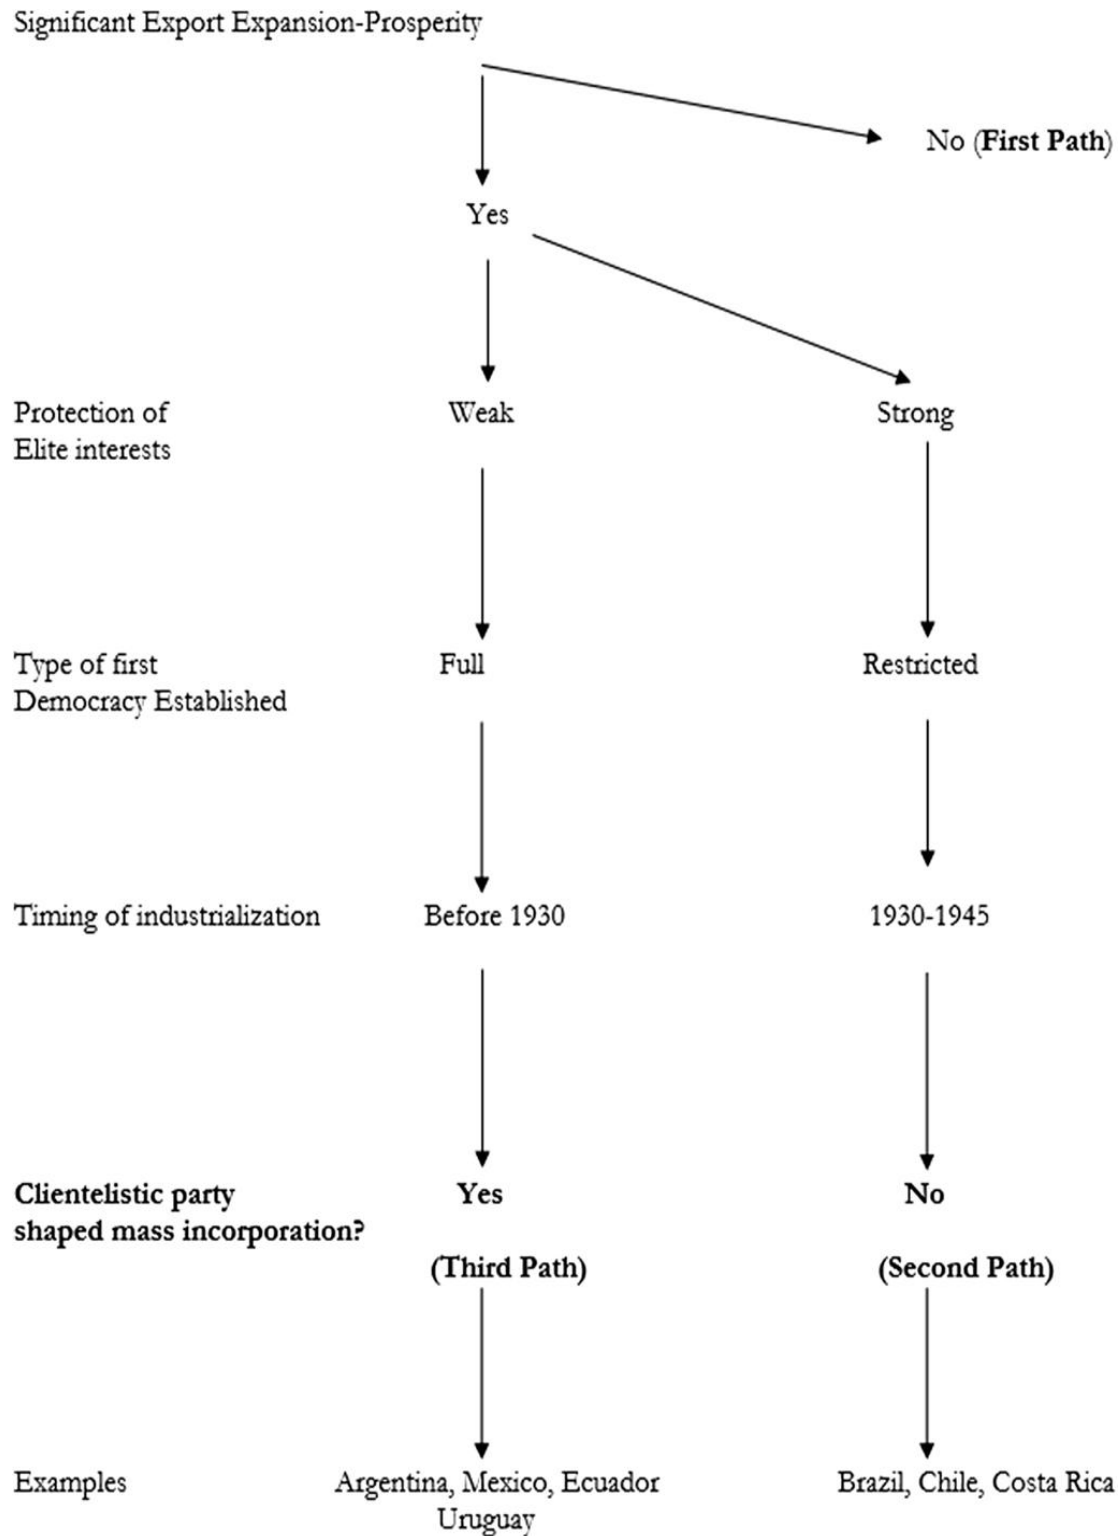 Significant Export Expansion-Prosperity
No (First Path)
Yes
Protection of
Elite interests
Weak
Strong
Type of first
Democracy Established
Full
Restricted
Timing of industrialization
Before 1930
1930-1945
Clientelistic party
shaped mass incorporation?
Yes
No
(Third Path)
(Second Path)
Examples
Argentina, Mexico, Ecuador
Uruguay
Brazil, Chile, Costa Rica